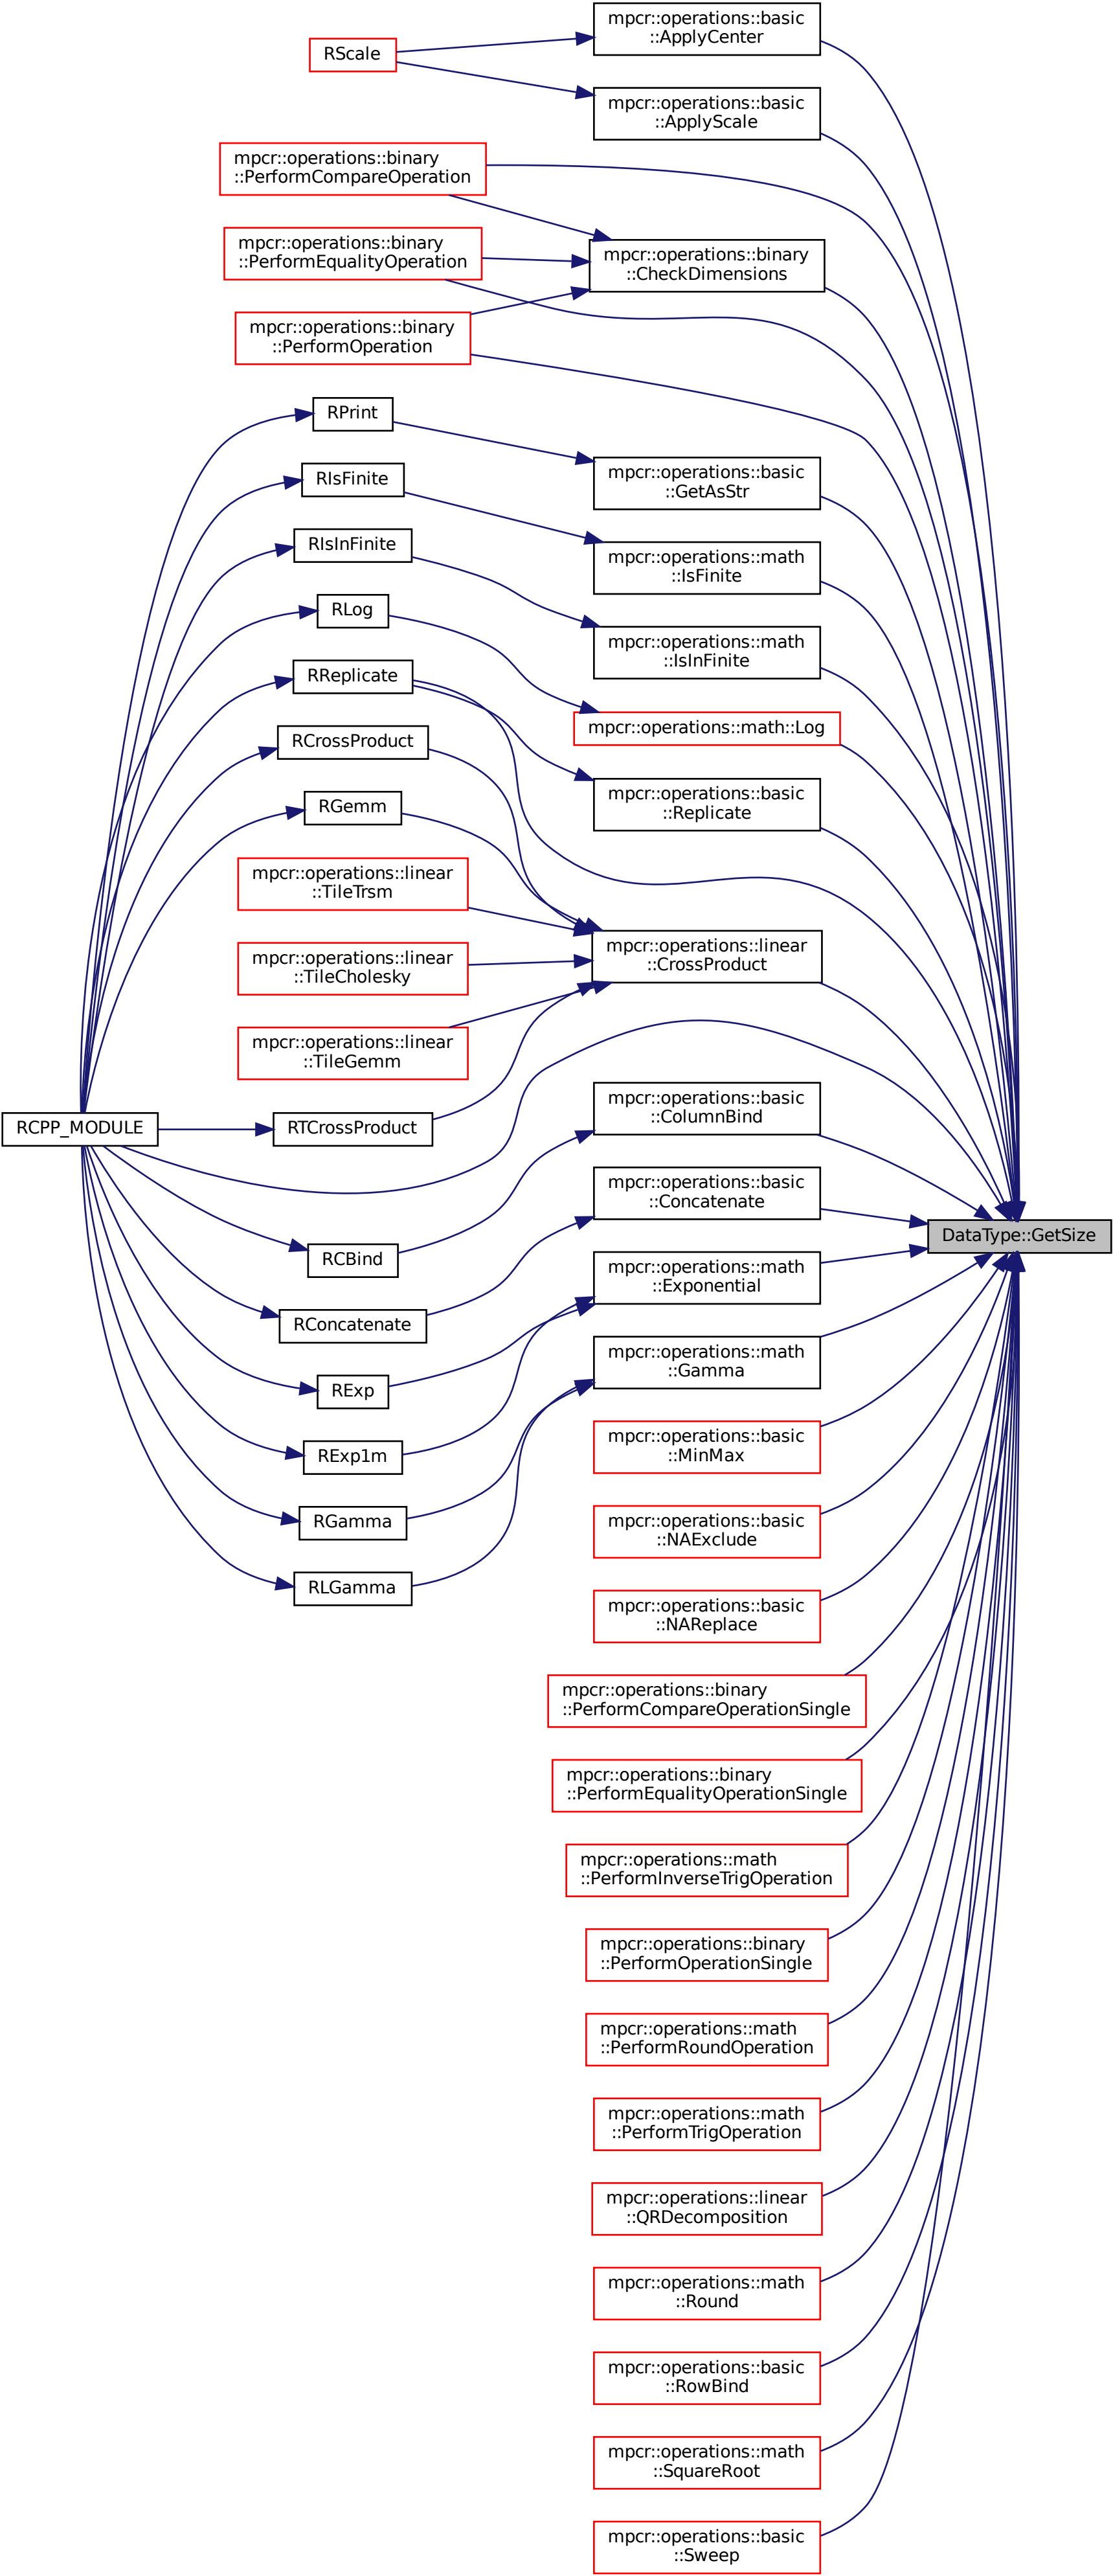 mpcr::operations::basic
::ApplyCenter
RScale
mpcr::operations::basic
::ApplyScale
mpcr::operations::binary
::PerformCompareOperation
mpcr::operations::binary
::PerformEqualityOperation
mpcr::operations::binary
::CheckDimensions
mpcr::operations::binary
::PerformOperation
RPrint
mpcr::operations::basic
::GetAsStr
RIsFinite
mpcr::operations::math
::IsFinite
RIsInFinite
RLog
mpcr::operations::math
::IsInFinite
RReplicate
mpcr::operations::math::Log
RCrossProduct
mpcr::operations::basic
::Replicate
RGemm
mpcr::operations::linear
::TileTrsm
mpcr::operations::linear
::CrossProduct
mpcr::operations::linear
::TileCholesky
mpcr::operations::linear
::TileGemm
RCPP_MODULE
RTCrossProduct
mpcr::operations::basic
::ColumnBind
mpcr::operations::basic
::Concatenate
DataType::GetSize
RCBind
mpcr::operations::math
::Exponential
RConcatenate
mpcr::operations::math
::Gamma
RExp
mpcr::operations::basic
::MinMax
RExp1m
RGamma
mpcr::operations::basic
::NAExclude
RLGamma
mpcr::operations::basic
::NAReplace
mpcr::operations::binary
::PerformCompareOperationSingle
mpcr::operations::binary
::PerformEqualityOperationSingle
mpcr::operations::math
::PerformInverseTrigOperation
mpcr::operations::binary
::PerformOperationSingle
mpcr::operations::math
::PerformRoundOperation
mpcr::operations::math
::PerformTrigOperation
mpcr::operations::linear
::QRDecomposition
mpcr::operations::math
::Round
mpcr::operations::basic
::RowBind
mpcr::operations::math
::SquareRoot
mpcr::operations::basic
::Sweep